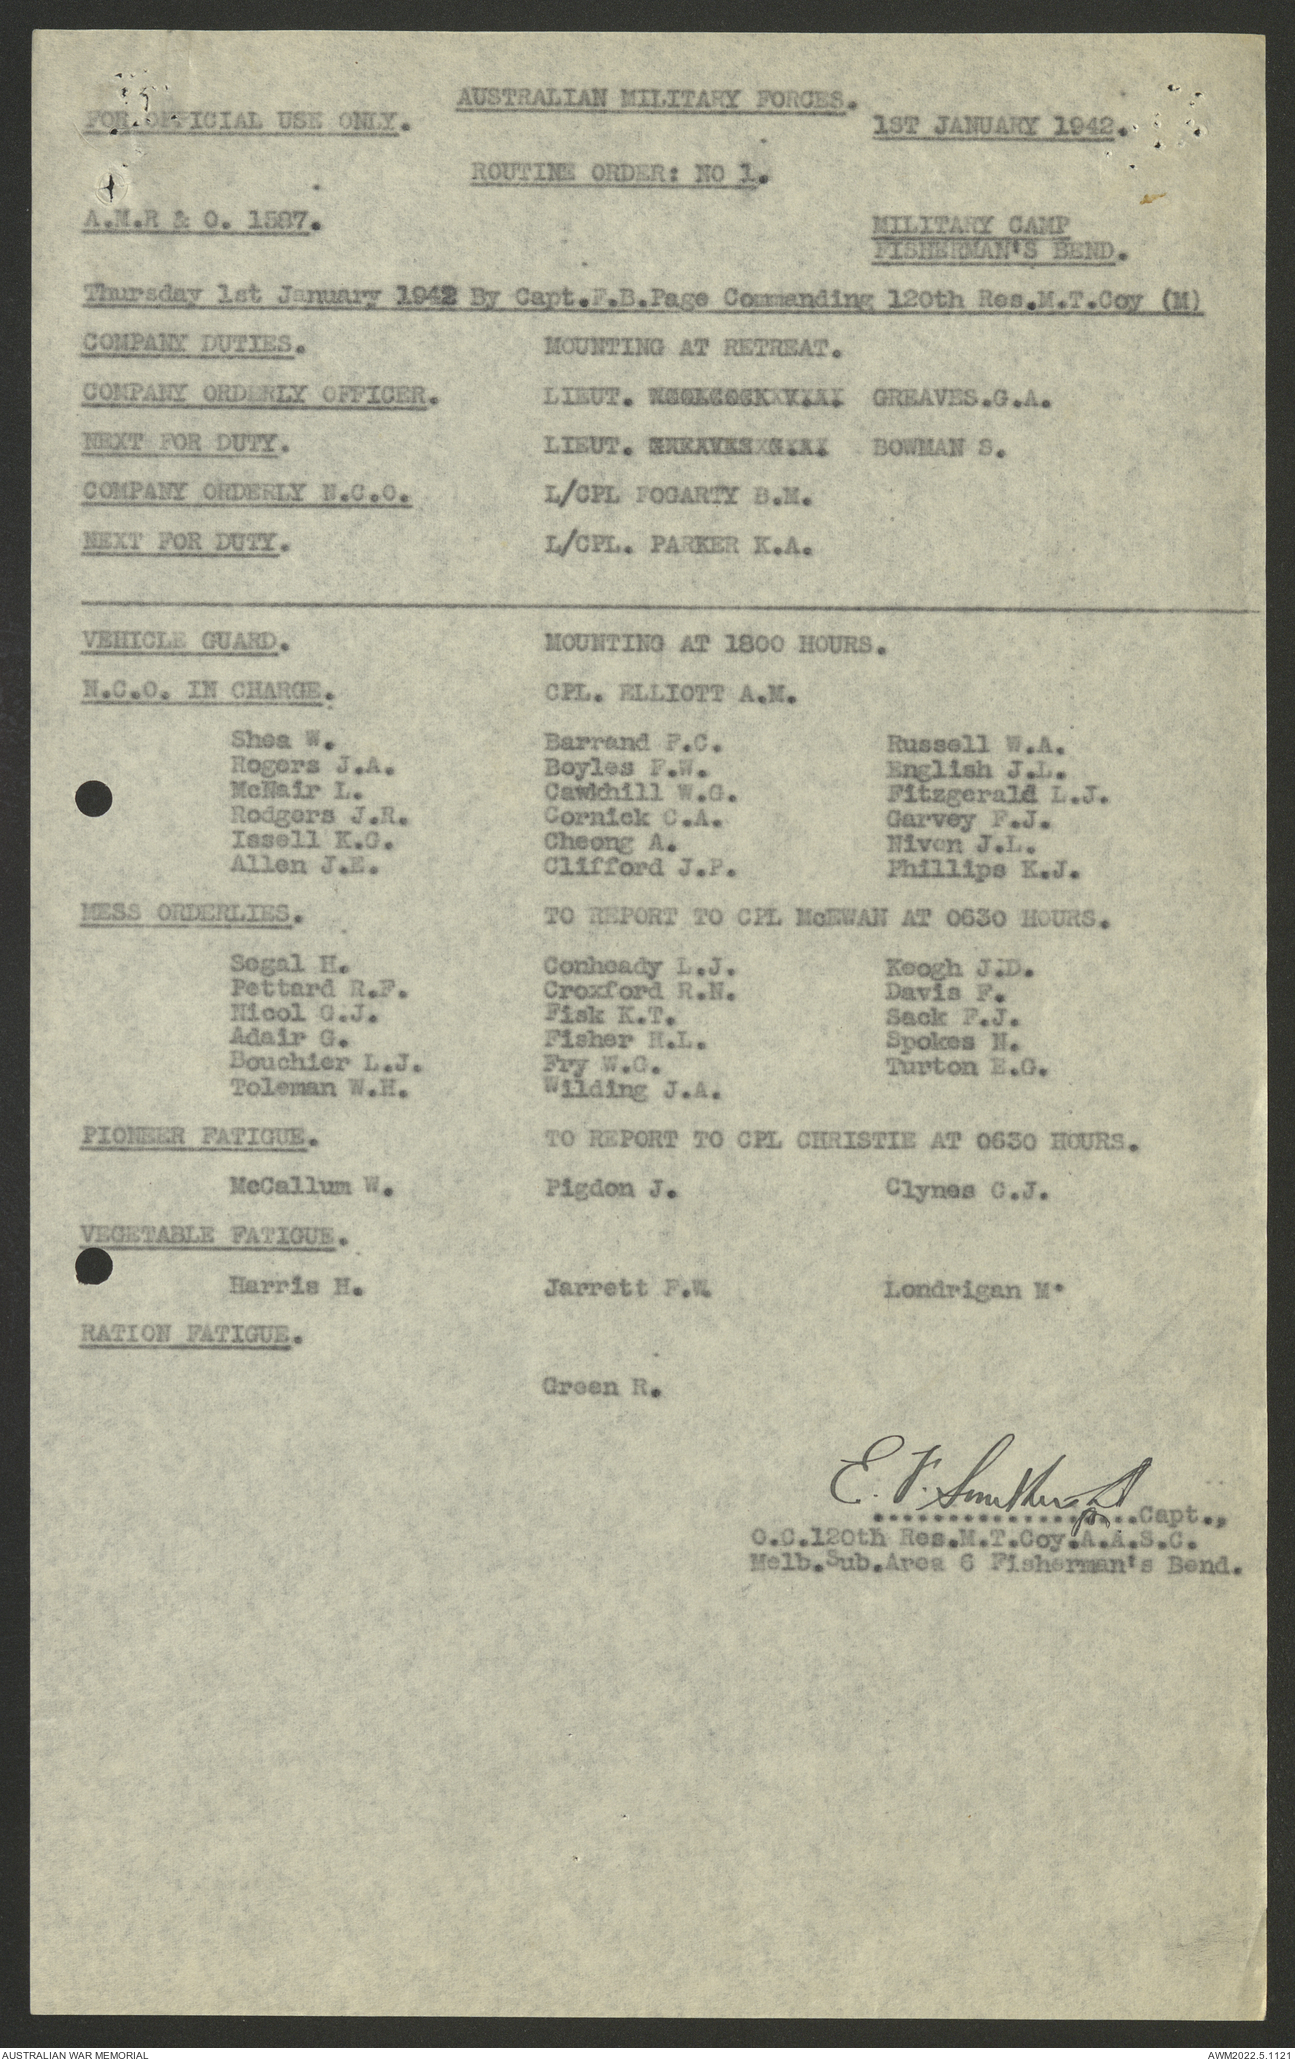 AUSTRALIAN MILITARY FORCES.
FOR OFFICIAL USE ONLY. 1ST JANUARY 1942.
ROUTINE ORDER: NO 1.
A.M.R & O. 1587. MILITARY CAMP
FISHERMAN'S BEND.
Thursday 1st January 1942 By Capt.F.B.Page Commanding 120th Res.M.T.Coy (M)
COMPANY DUTIES. MOUNTING AT RETREAT.
COMPANY ORDERLY OFFICER. LIEUT. GREAVES.G.A.
NEXT FOR DUTY. LIEUT. GREAVES G.A. BOWMAN S.
COMPANY ORDERLY N.C.O. L/CPL FOGARTY B.M.
NEXT FOR DUTY. L/CPL. PARKER K.A.
VEHICLE GUARD. MOUNTING AT 1800 HOURS.
N.C.O. IN CHARGE. CPL. ELLIOTT A.M.
Shea W. Barrand F.C. Russell W.A.
Rogers J.A. Boyles F.W. English J.L.
McNair L. Cawkhill W.G. Fitzgerald L.J.
Rodgers J.R. Cornick C.A. Garvey F.J.
Issell K.G. Cheong A. Niven J.L.
Allen J.E. Clifford J.P. Phillips K.J.
MESS ORDERLIES. TO REPORT TO CPL McEWAN AT 0630 HOURS.
Segal H. Conheady L.J. Keogh J.D.
Pettard R.F. Croxford R.N. Davis F.
Nicol G.J. Fisk K.T. Sack F.J.
Adair G. Fisher H.L. Spokes N.
Bouchier L.J. Fry W.G. Turton E.G.
Toleman W.H. Wilding J.A.
PIONEER FATIGUE. TO REPORT TO CPL CHRISTIE AT 0630 HOURS.
McCallum W. Pigdon J. Clynes C.J.
VEGETABLE FATIGUE.
Harris H. Jarrett F.W. Londrigan M.
RATION FATIGUE.
Green R.
E. F.
Capt.,
O.C.120th Res.M.T.Coy.A.A.S.C.
Melb.Sub.Area 6 Fisherman's Bend.
AUSTRALIAN WAR MEMORIAL AWM2022.5.1121